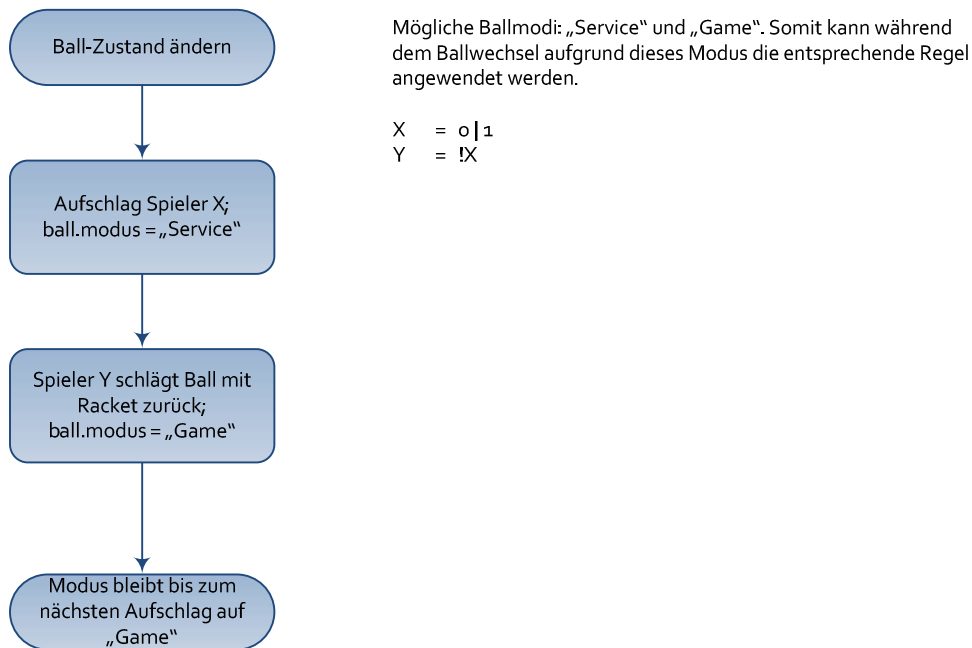 Ball-Zustand ändern
Mögliche Ballmodi: „Service“ und „Game“. Somit kann während
dem Ballwechsel aufgrund dieses Modus die entsprechende Regel
angewendet werden.
X = 0|1
Y = !X
Aufschlag Spieler X;
ball.modus = „Service“
Spieler Y schlägt Ball mit
Racket zurück;
ball.modus = „Game“
Modus bleibt bis zum
nächsten Aufschlag auf
„Game“